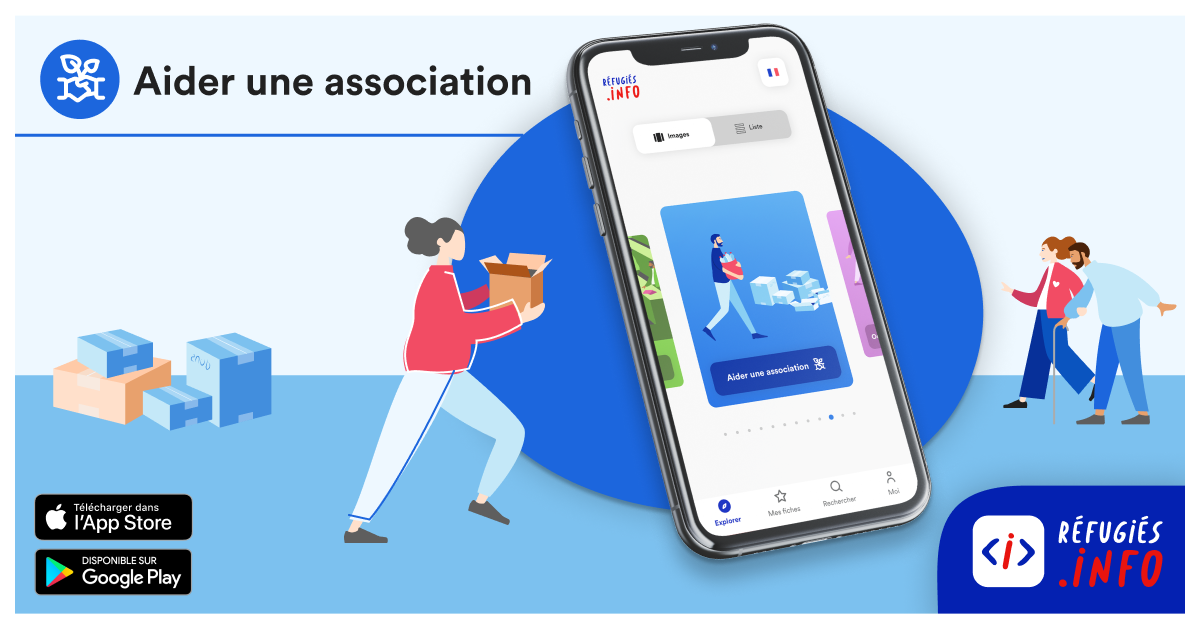 Aider une association
RÉFUGIÉS
.INFO
Images
Liste
Aider une association
Explorer
Mes fiches
Rechercher
Moi
Télécharger dans
l'App Store
DISPONIBLE SUR
Google Play
<i>
RÉFUGIÉS
.INFO